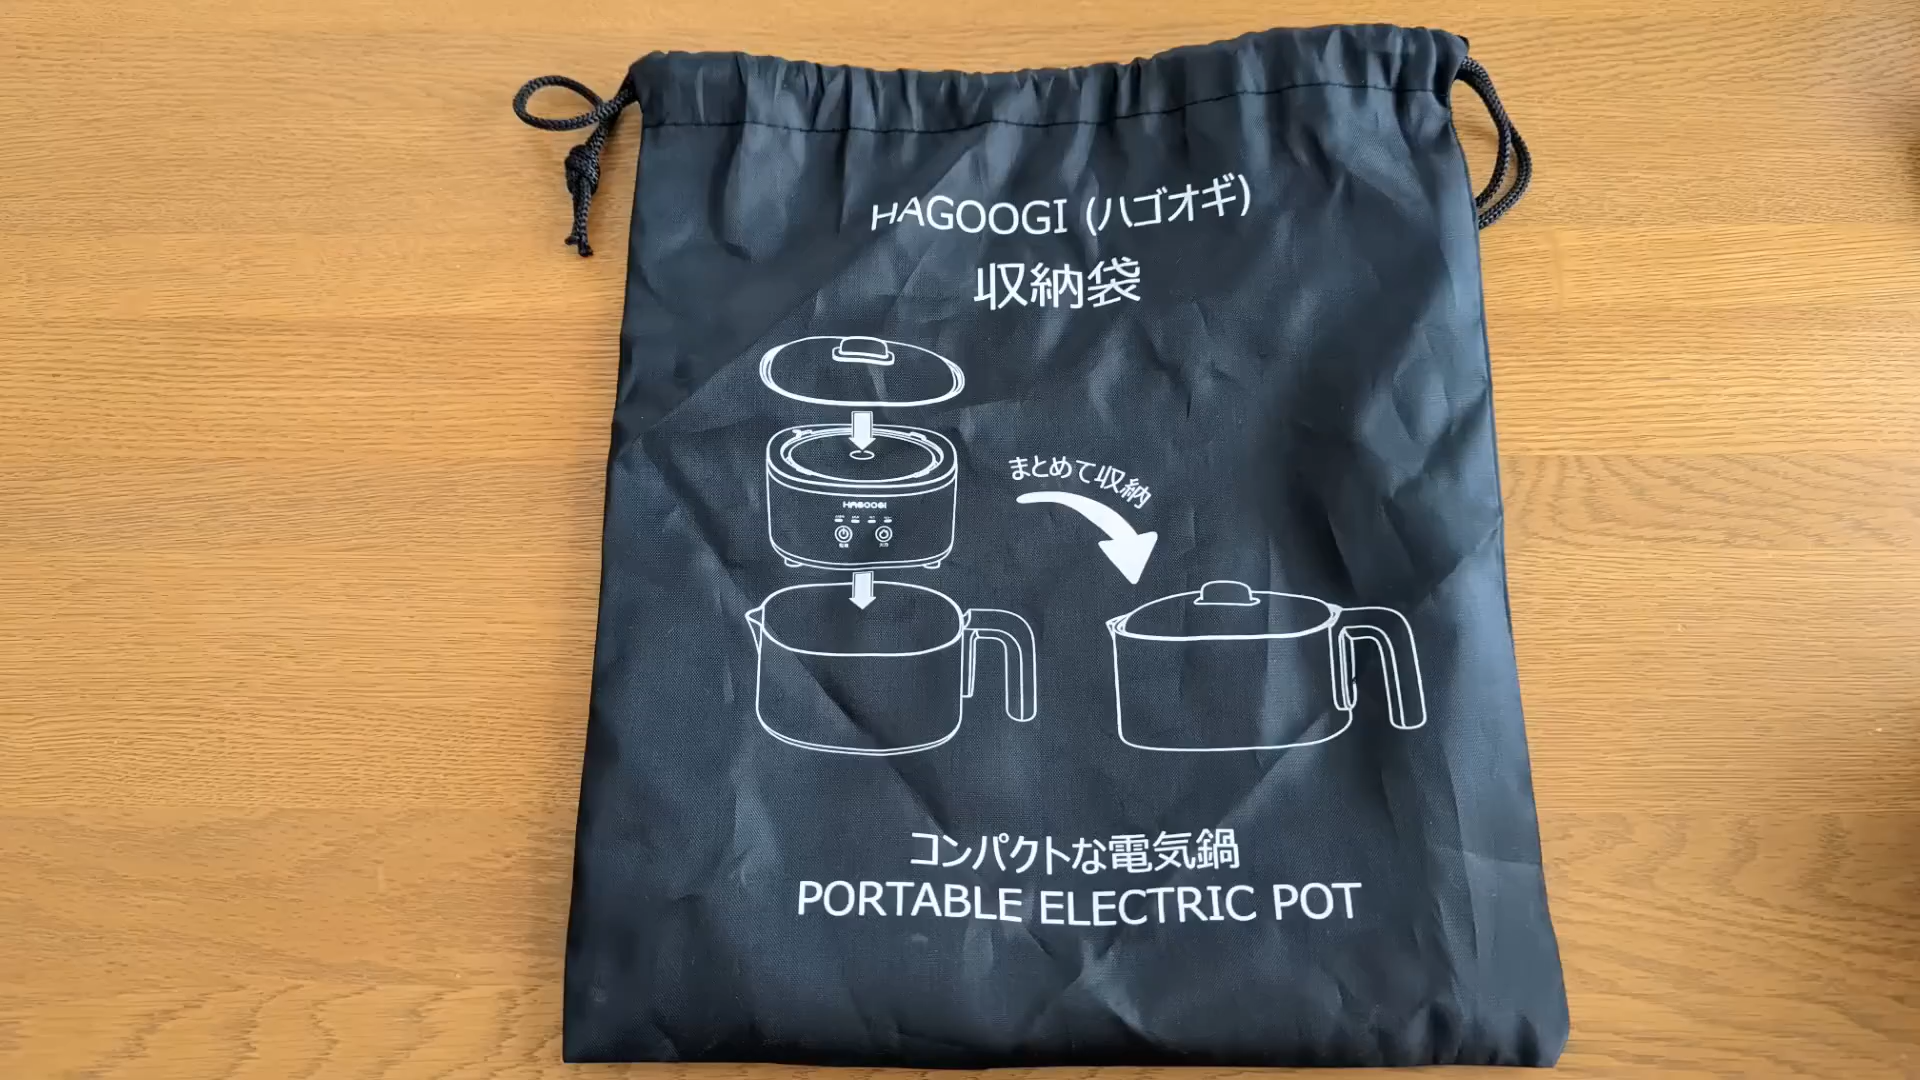 HAGOOGI (ハゴオギ)
収納袋
まとめて収納
HAGOOGI
コンパクトな電気鍋
PORTABLE ELECTRIC POT